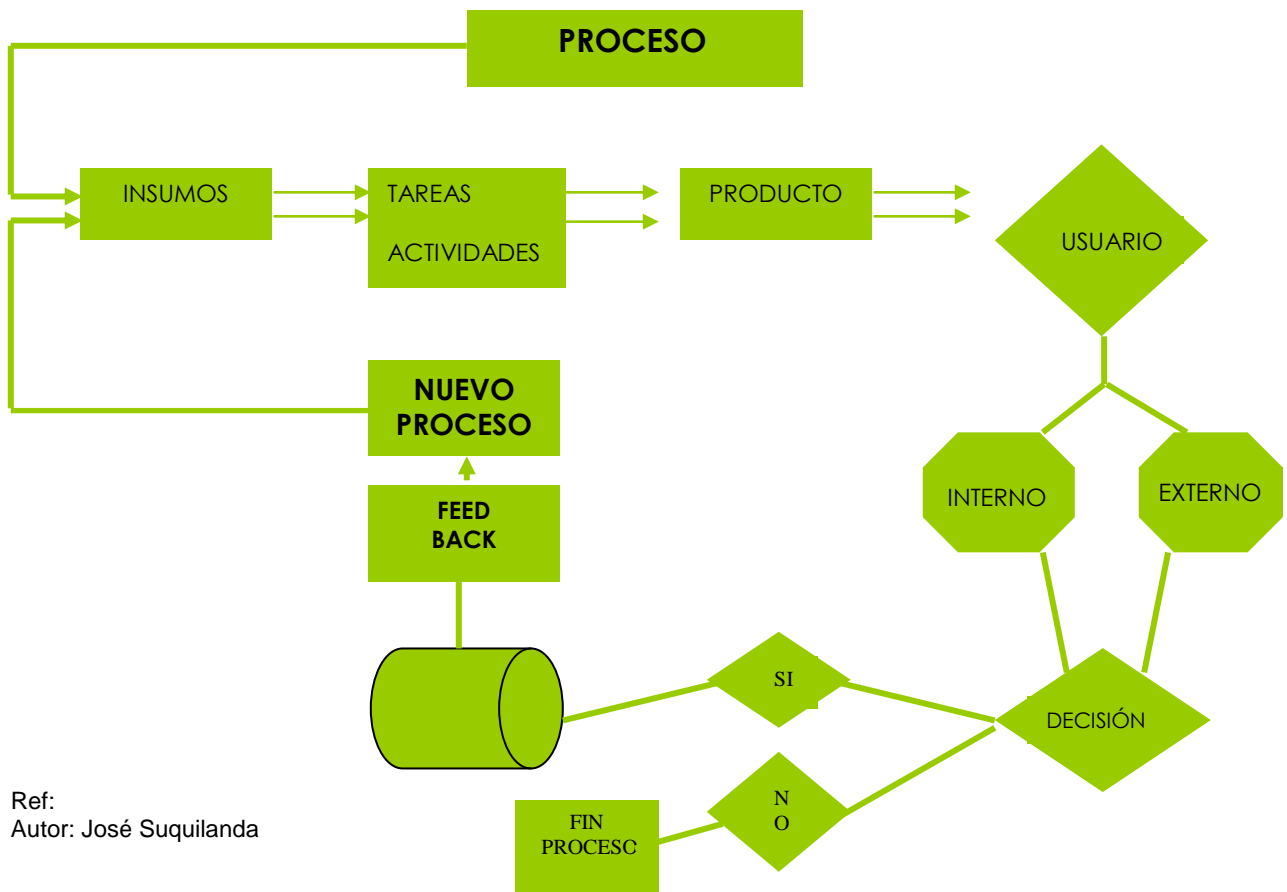 PROCESO
INSUMOS
TAREAS
ACTIVIDADES
PRODUCTO
USUARIO
NUEVO
PROCESO
INTERNO
EXTERNO
FEED
BACK
SI
DECISIÓN
N
O
FIN
PROCESO
Ref:
Autor: José Suquilanda